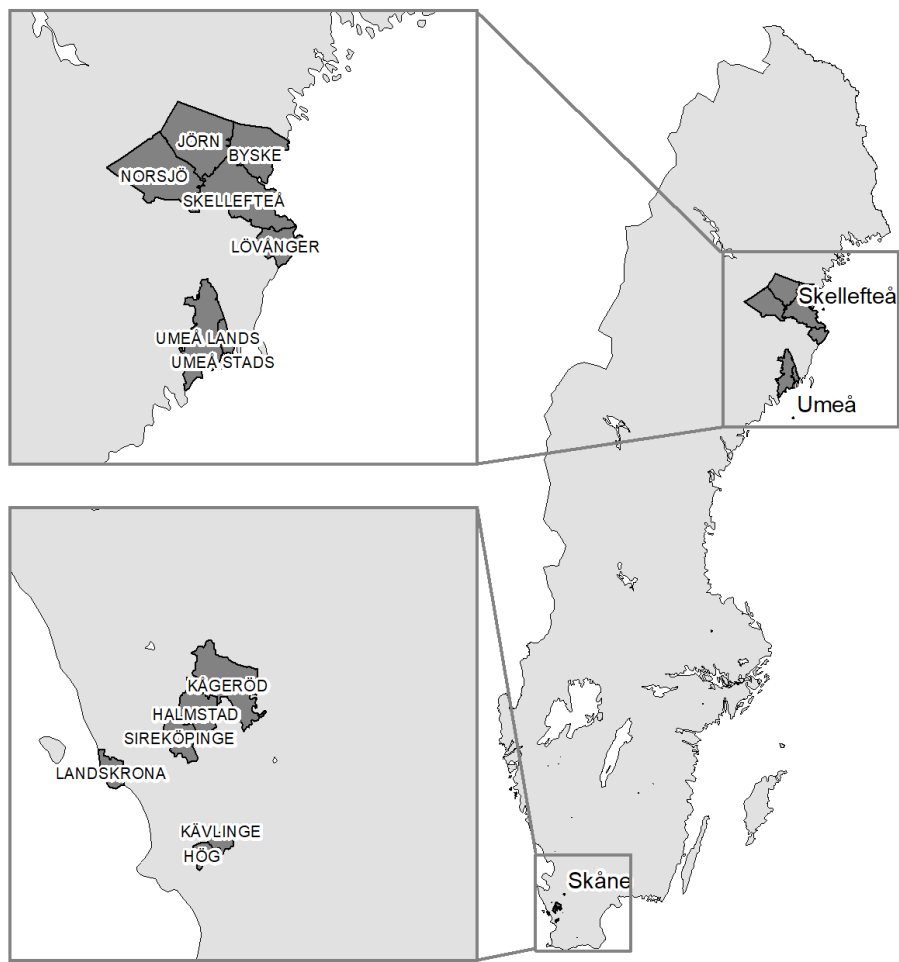 JÖRN
BYSKE
NORSJÖ
SKELLEFTEÅ
LÖVÅNGER
UMEÅ LANDS
UMEÅ STADS
Skellefteå
Umeå
KÅGERÖD
HALMSTAD
SIREKÖPINGE
LANDSKRONA
KÄVLINGE
HÖG
Skåne